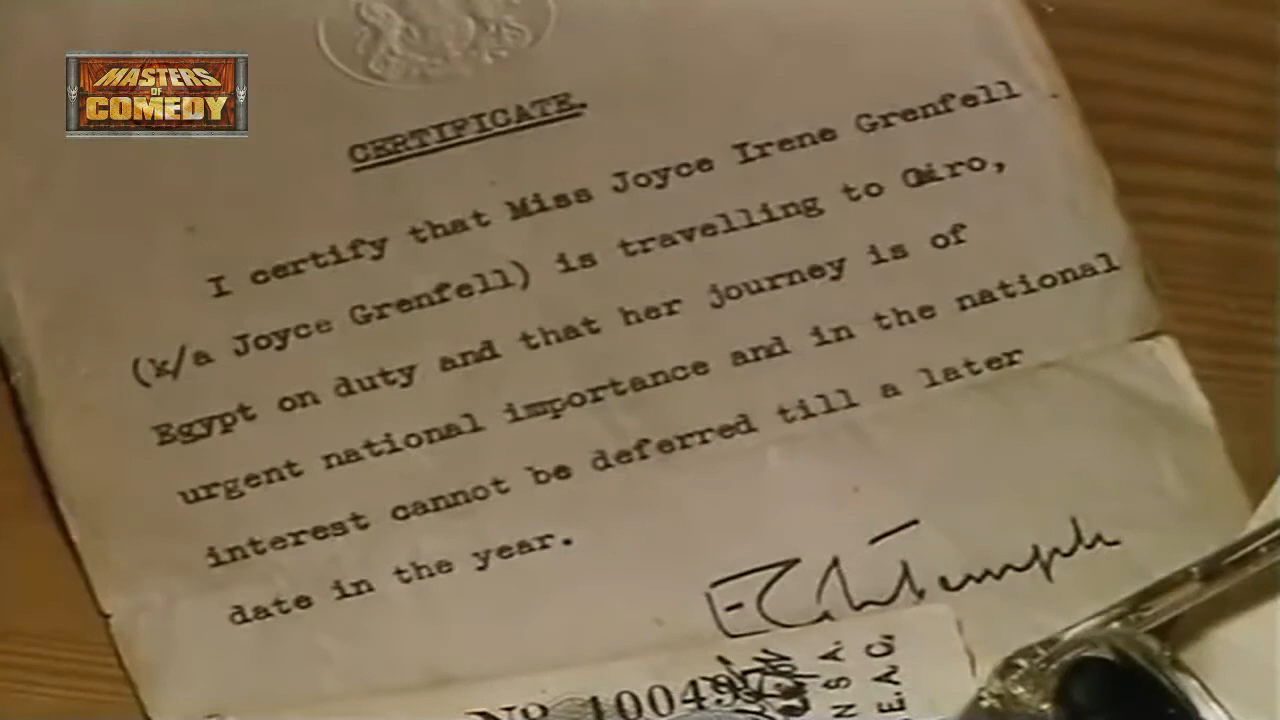 MASTERS
OF
COMEDY
CERTIFICATE.
I certify that Miss Joyce Irene Grenfell
(k/a Joyce Grenfell) is travelling to Cairo,
Egypt on duty and that her journey is of
urgent national importance and in the national
interest cannot be deferred till a later
date in the year.
Nº 100497
N S A.
E.A.C.